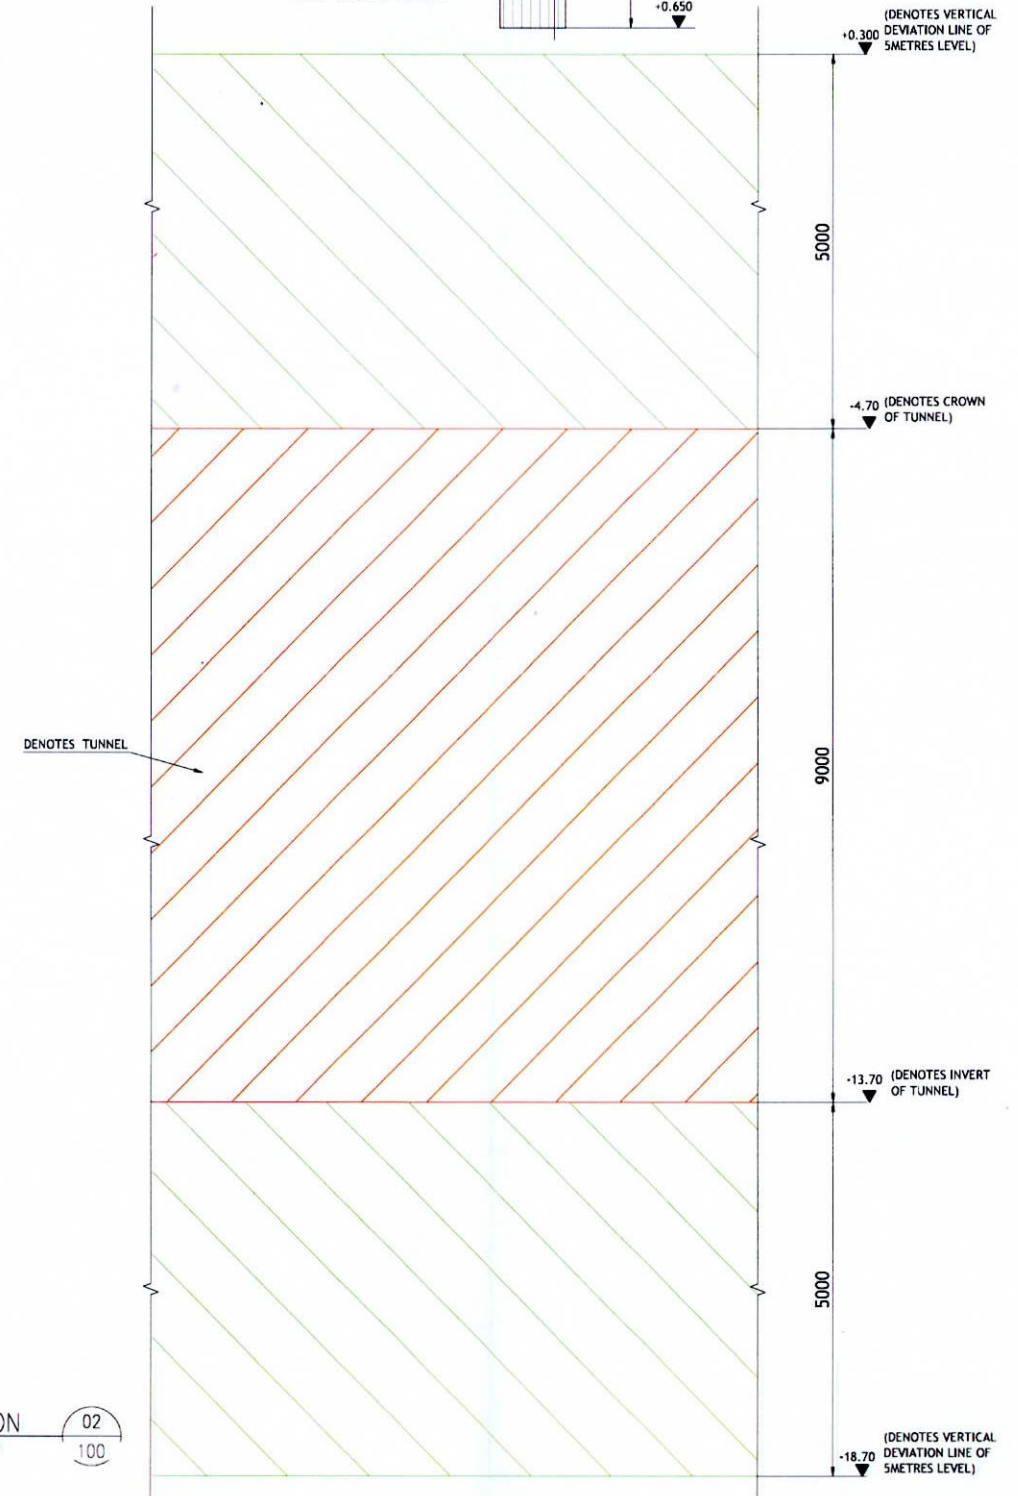 +0.650
(DENOTES VERTICAL
+0.300 DEVIATION LINE OF
5METRES LEVEL)
5000
-4.70 (DENOTES CROWN
OF TUNNEL)
DENOTES TUNNEL
9000
-13.70 (DENOTES INVERT
OF TUNNEL)
5000
ON
02
100
(DENOTES VERTICAL
-18.70 DEVIATION LINE OF
5METRES LEVEL)